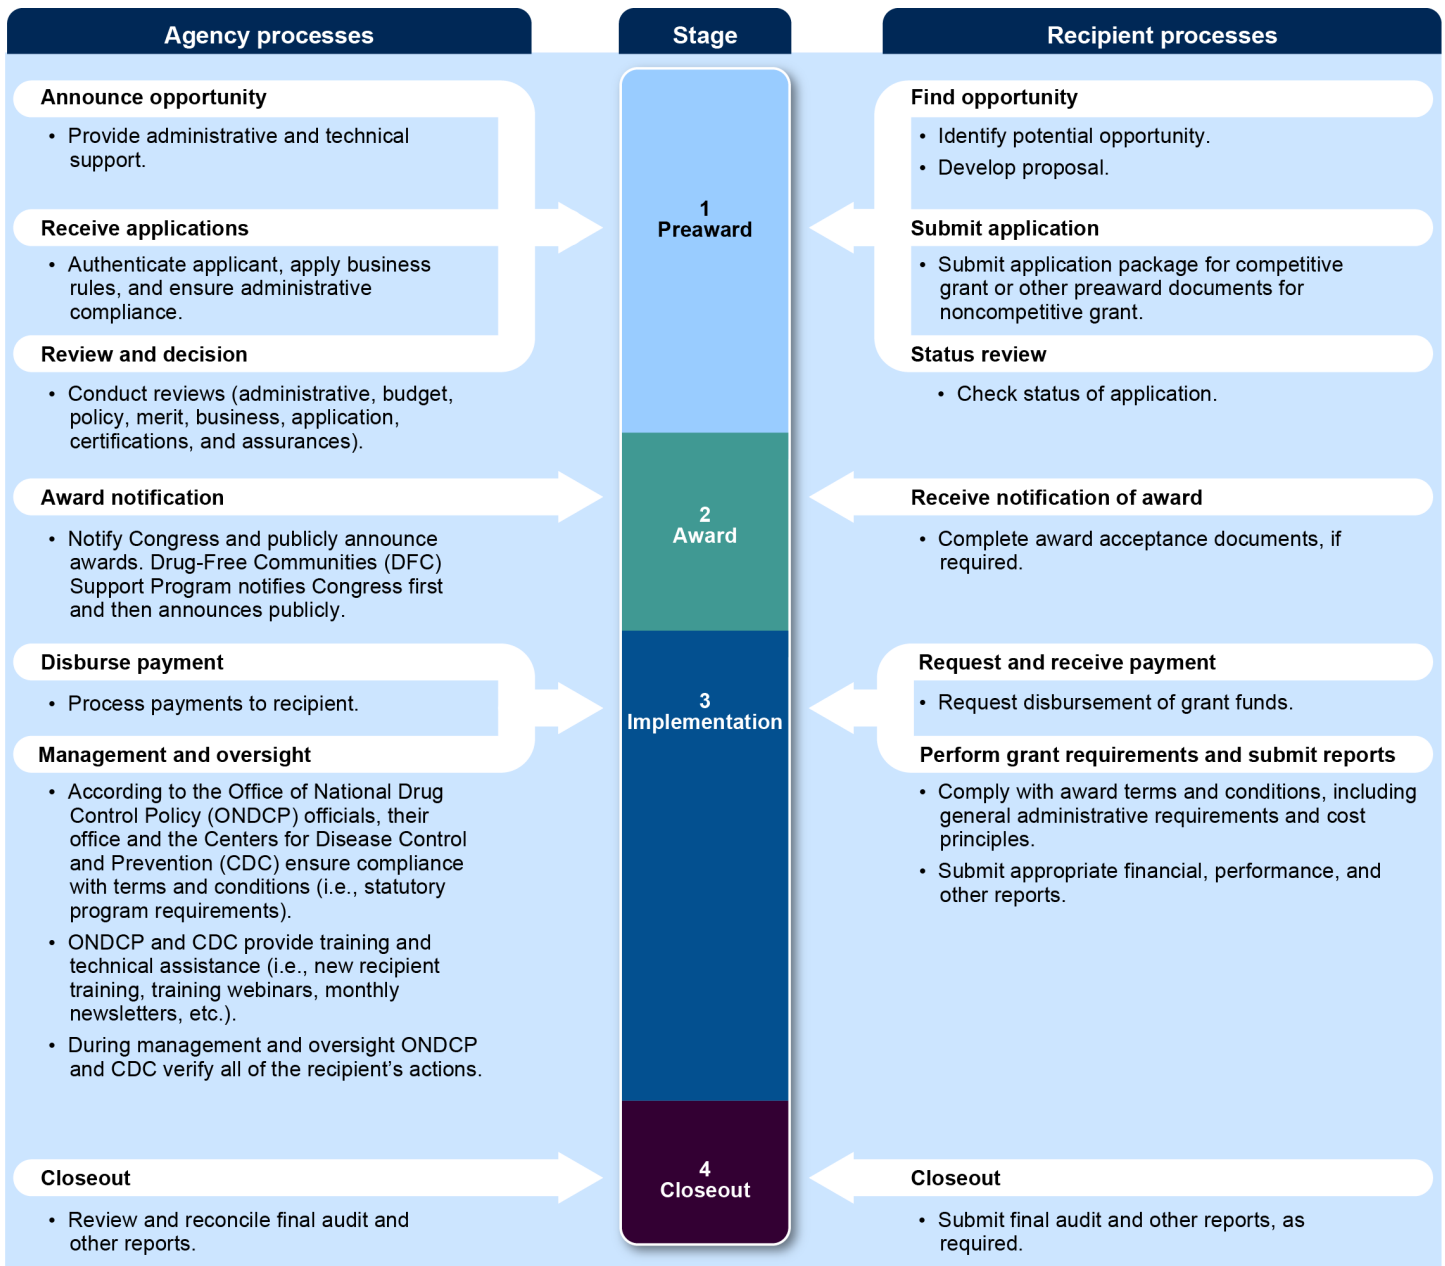 Agency processes
Announce opportunity
• Provide administrative and technical
support.
Receive applications
• Authenticate applicant, apply business
rules, and ensure administrative
compliance.
Review and decision
• Conduct reviews (administrative, budget,
policy, merit, business, application,
certifications, and assurances).
Award notification
• Notify Congress and publicly announce
awards. Drug-Free Communities (DFC)
Support Program notifies Congress first
and then announces publicly.
Disburse payment
• Process payments to recipient.
Management and oversight
• According to the Office of National Drug
Control Policy (ONDCP) officials, their
office and the Centers for Disease Control
and Prevention (CDC) ensure compliance
with terms and conditions (i.e., statutory
program requirements).
• ONDCP and CDC provide training and
technical assistance (i.e., new recipient
training, training webinars, monthly
newsletters, etc.).
• During management and oversight ONDCP
and CDC verify all of the recipient’s actions.
Closeout
• Review and reconcile final audit and
other reports.
Stage
1
Preaward
2
Award
3
Implementation
4
Closeout
Recipient processes
Find opportunity
• Identify potential opportunity.
• Develop proposal.
Submit application
• Submit application package for competitive
grant or other preaward documents for
noncompetitive grant.
Status review
• Check status of application.
Receive notification of award
• Complete award acceptance documents, if
required.
Request and receive payment
• Request disbursement of grant funds.
Perform grant requirements and submit reports
• Comply with award terms and conditions, including
general administrative requirements and cost
principles.
• Submit appropriate financial, performance, and
other reports.
Closeout
• Submit final audit and other reports, as
required.